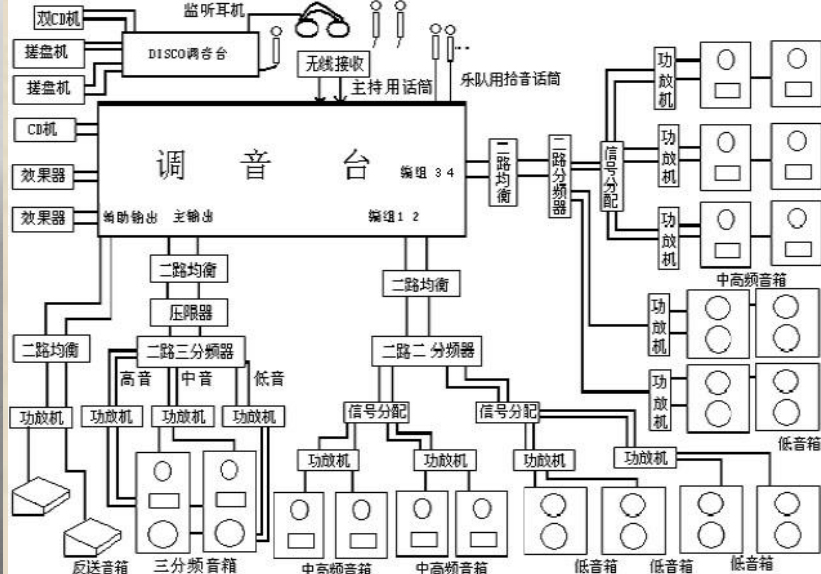 双CD机
监听耳机
搓盘机
DISCO调音台
无线接收
主持用话筒
乐队用拾音话筒
搓盘机
CD机
调音台
编组 3 4
效果器
效果器
辅助输出
主输出
编组1 2
二路均衡
二路分频器
信号分配
功放机
功放机
功放机
中高频音箱
功放机
功放机
低音箱
二路均衡
压限器
二路三分频器
高音
中音
低音
二路均衡
二路二分频器
二路均衡
功放机
功放机
功放机
功放机
信号分配
信号分配
功放机
功放机
功放机
功放机
反送音箱
三分频音箱
中高频音箱
中高频音箱
低音箱
低音箱
低音箱